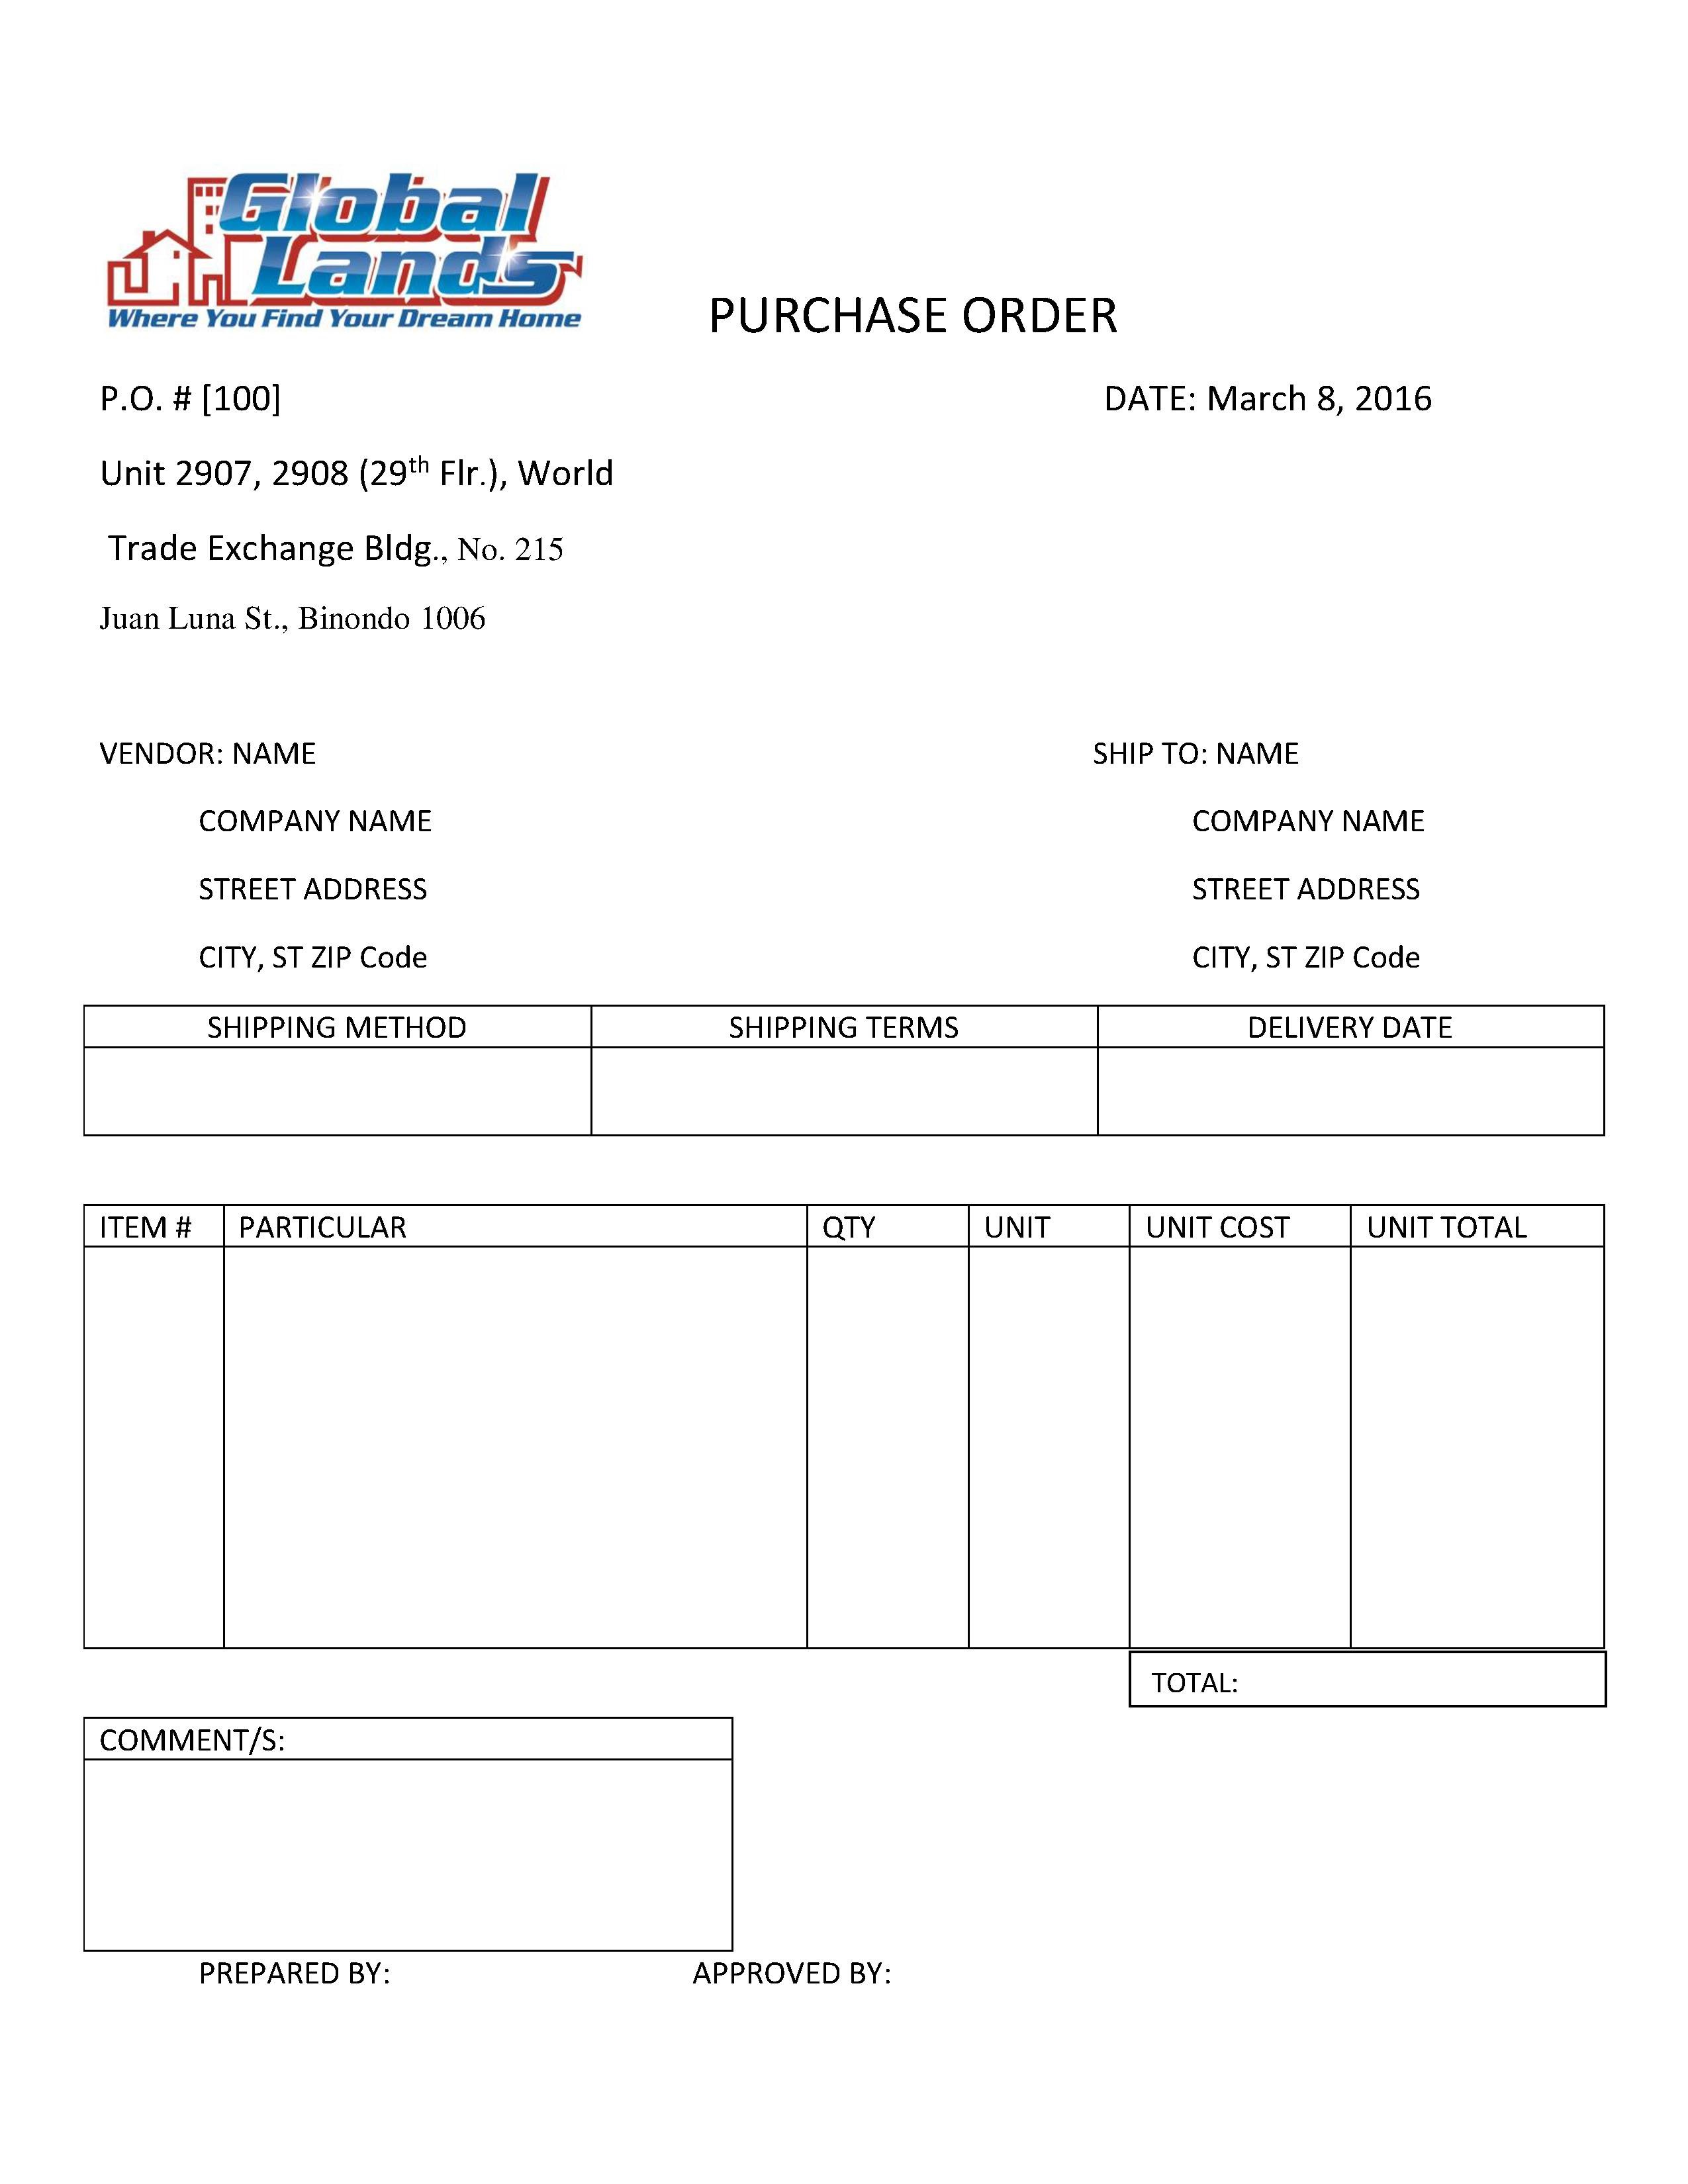 Global
Lands
Where You Find Your Dream Home
PURCHASE ORDER
P.O. # [100] DATE: March 8, 2016
Unit 2907, 2908 (29th Flr.), World
Trade Exchange Bldg., No. 215
Juan Luna St., Binondo 1006
VENDOR: NAME SHIP TO: NAME
COMPANY NAME COMPANY NAME
STREET ADDRESS STREET ADDRESS
CITY, ST ZIP Code CITY, ST ZIP Code
SHIPPING METHOD SHIPPING TERMS DELIVERY DATE
ITEM # PARTICULAR QTY UNIT UNIT COST UNIT TOTAL
TOTAL:
COMMENT/S:
PREPARED BY: APPROVED BY: